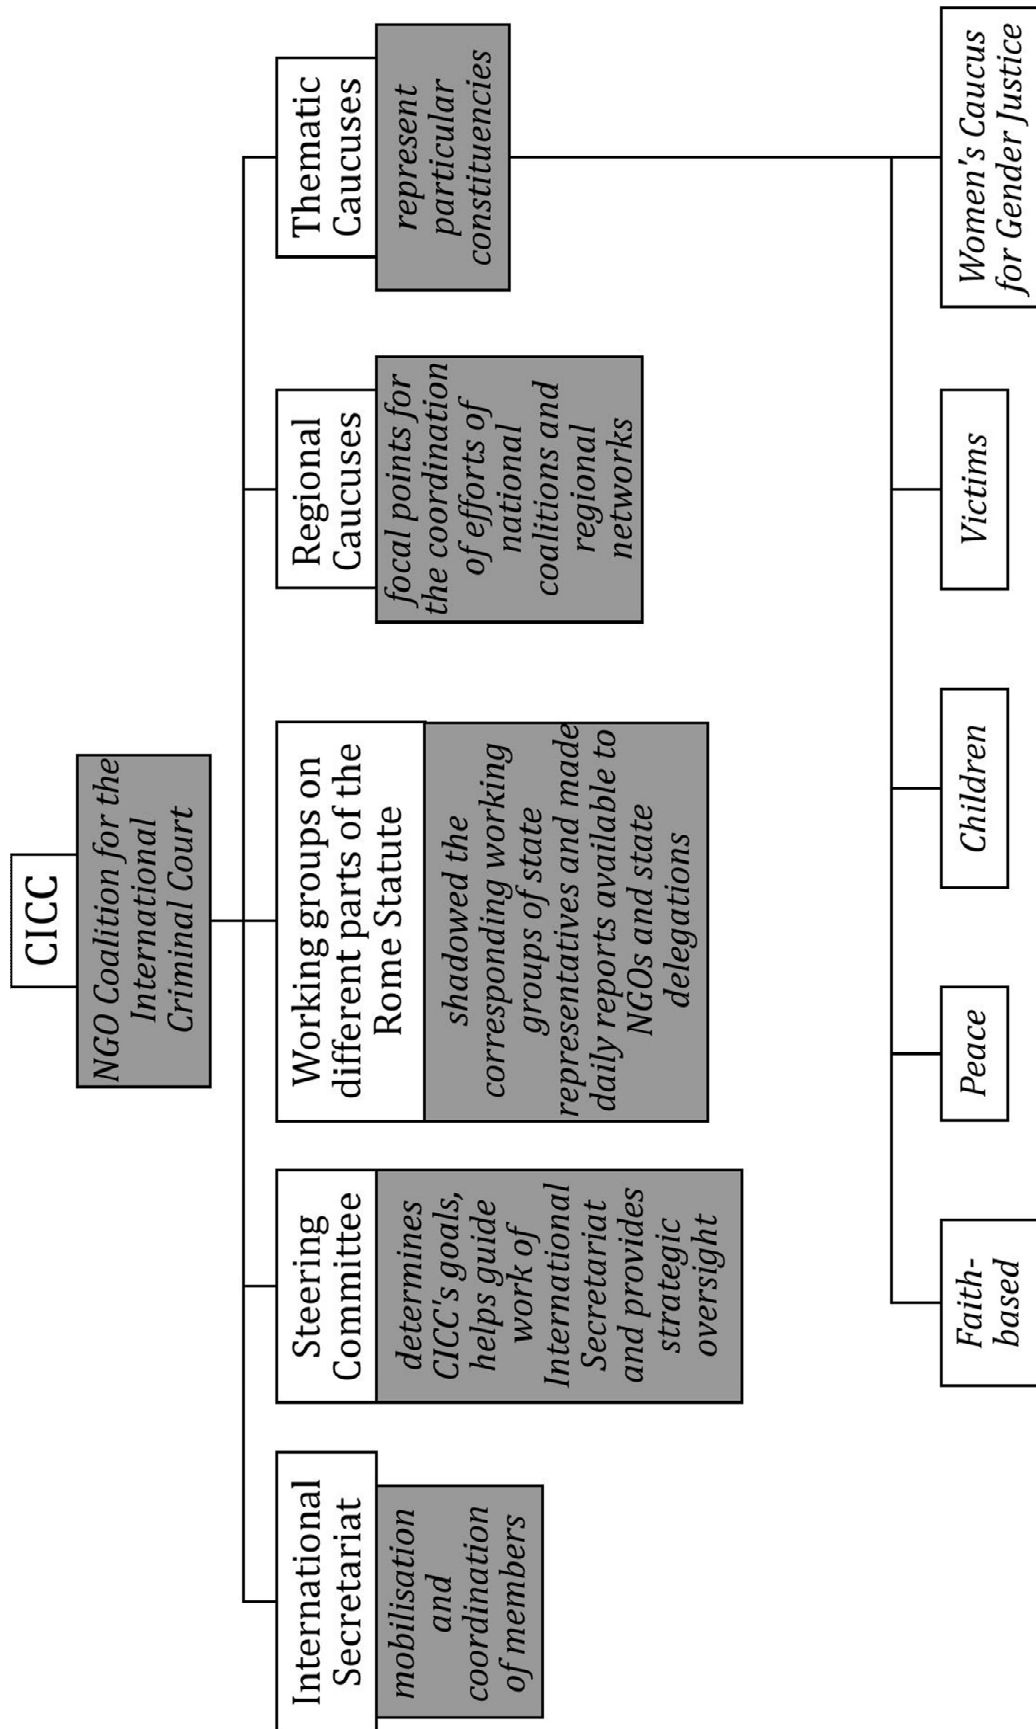 CICC
NGO Coalition for the
International
Criminal Court
International
Secretariat
mobilisation
and
coordination
of members
Steering
Committee
determines
CICC's goals,
helps guide
work of
International
Secretariat
and provides
strategic
oversight
Working groups on
different parts of the
Rome Statute
shadowed the
corresponding working
groups of state
representatives and made
daily reports available to
NGOs and state
delegations
Regional
Caucuses
focal points for
the coordination
of efforts of
national
coalitions and
regional
networks
Thematic
Caucuses
represent
particular
constituencies
Faith-
based
Peace
Children
Victims
Women's Caucus
for Gender Justice